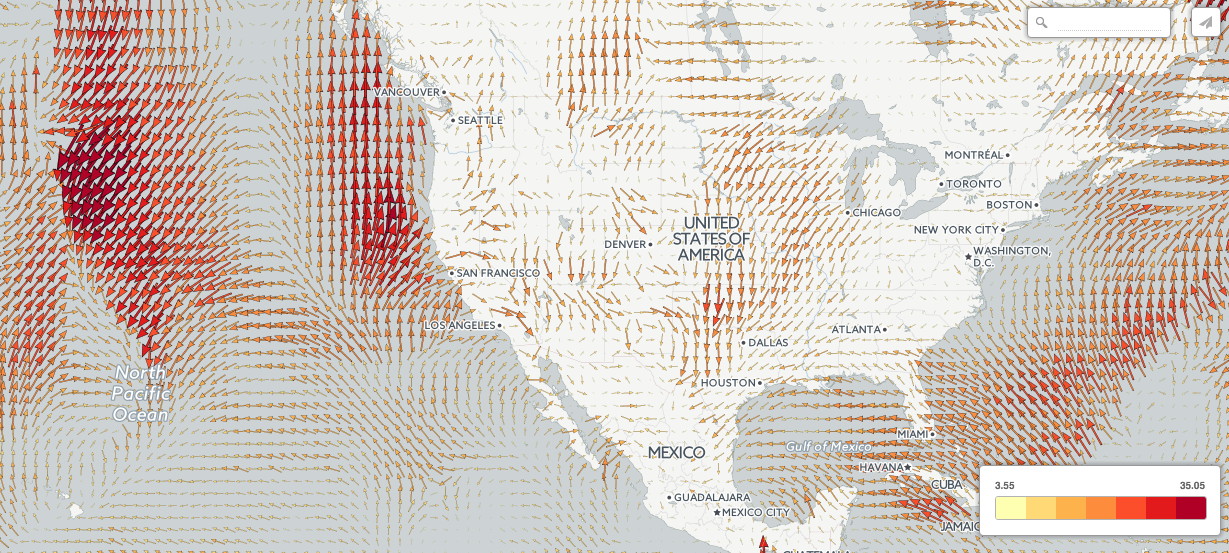 VANCOUVER
SEATTLE
MONTRÉAL
TORONTO
BOSTON
CHICAGO
UNITED
STATES OF
AMERICA
NEW YORK CITY
DENVER
WASHINGTON,
D.C.
SAN FRANCISCO
LOS ANGELES
ATLANTA
DALLAS
North
Pacific
Ocean
HOUSTON
MIAMI
Gulf of Mexico
MEXICO
HAVANA
CUBA
3.55 35.05
GUADALAJARA
MEXICO CITY
JAMAIC
GUATEMALA